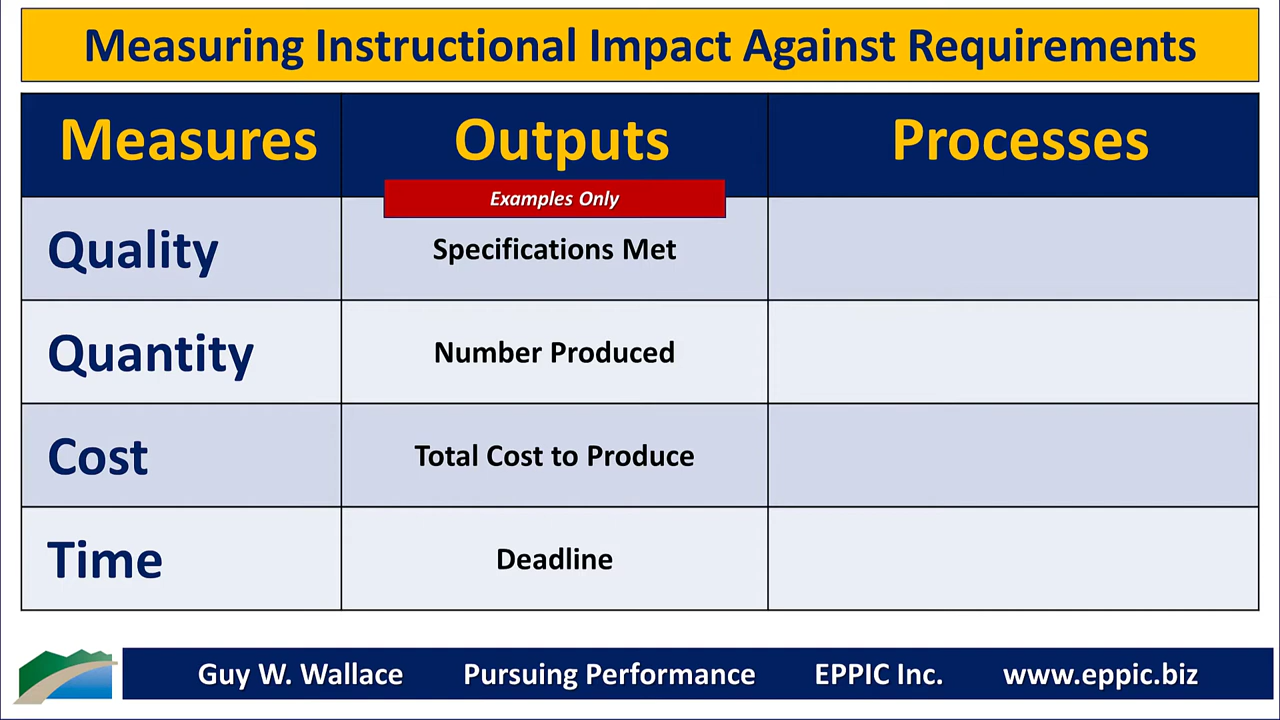 Measuring Instructional Impact Against Requirements
Measures Outputs Processes
Examples Only
Quality Specifications Met
Quantity Number Produced
Cost Total Cost to Produce
Time Deadline
Guy W. Wallace Pursuing Performance EPPIC Inc. www.eppic.biz